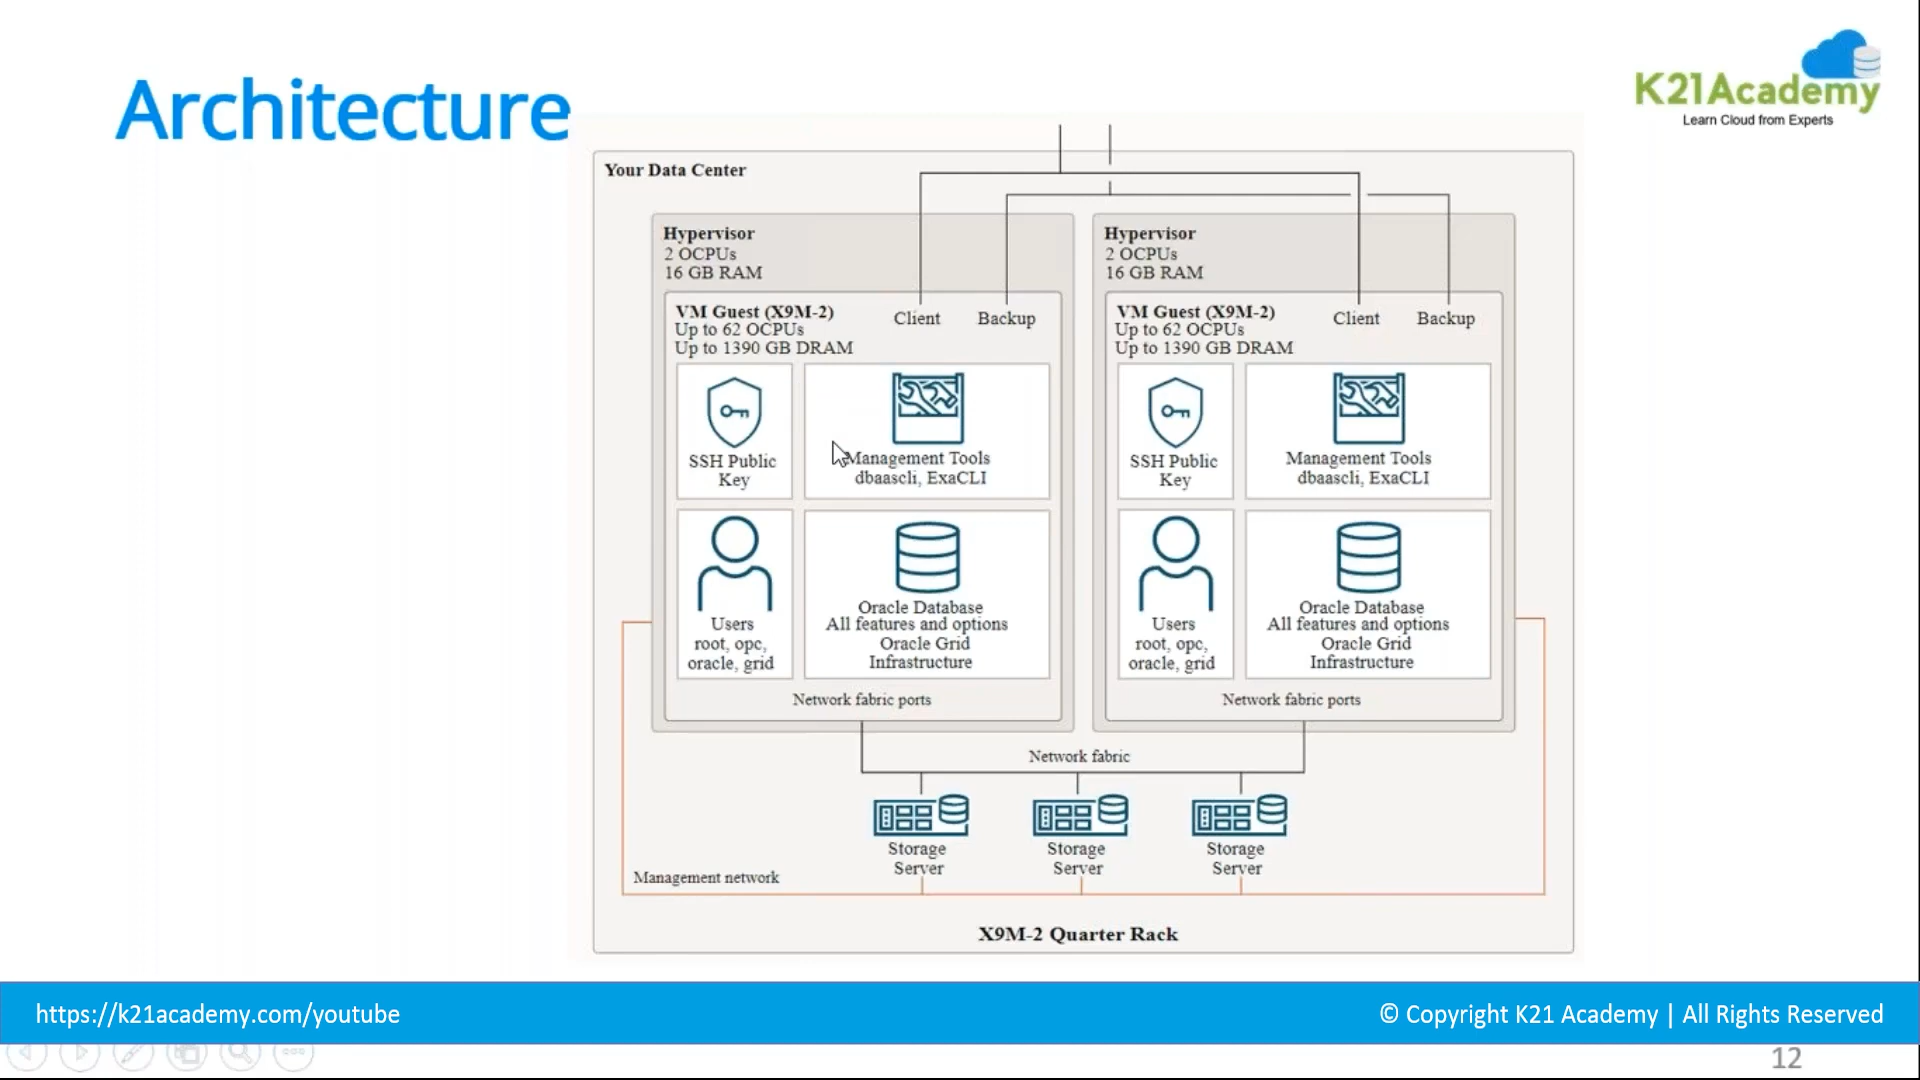 Architecture
K21Academy
Learn Cloud from Experts
Your Data Center
Hypervisor
2 OCPUs
16 GB RAM
VM Guest (X9M-2)
Up to 62 OCPUs
Up to 1390 GB DRAM
Client
Backup
SSH Public
Key
Management Tools
dbaascli, ExaCLI
Users
root, opc,
oracle, grid
Oracle Database
All features and options
Oracle Grid
Infrastructure
Network fabric ports
Hypervisor
2 OCPUs
16 GB RAM
VM Guest (X9M-2)
Up to 62 OCPUs
Up to 1390 GB DRAM
Client
Backup
SSH Public
Key
Management Tools
dbaascli, ExaCLI
Users
root, opc,
oracle, grid
Oracle Database
All features and options
Oracle Grid
Infrastructure
Network fabric ports
Network fabric
Storage
Server
Storage
Server
Storage
Server
Management network
X9M-2 Quarter Rack
https://k21academy.com/youtube
© Copyright K21 Academy | All Rights Reserved
12